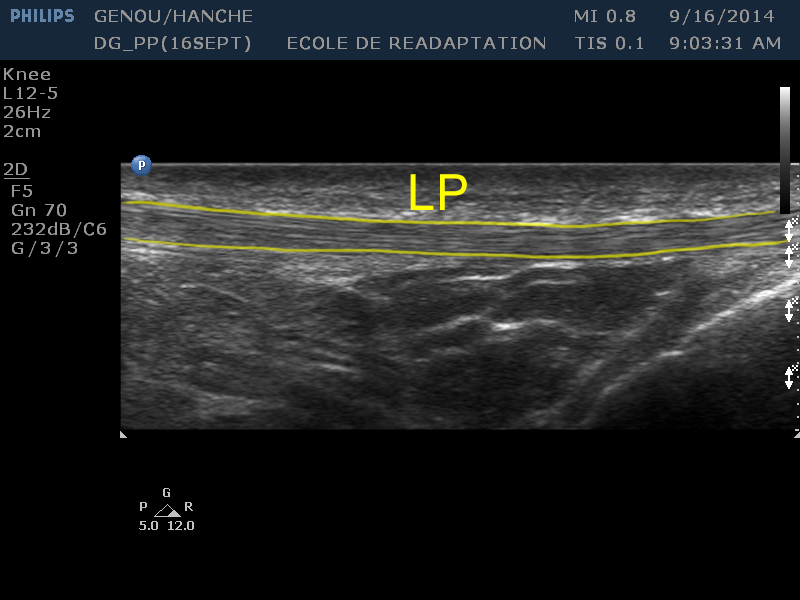 PHILIPS GENOU/HANCHE MI 0.8 9/16/2014
DG_PP(16SEPT) ECOLE DE READAPTATION TIS 0.1 9:03:31 AM
Knee
L12-5
26Hz
2cm
2D
F5
Gn 70
232dB/C6
G/3/3
P
LP
G
P R
5.0 12.0